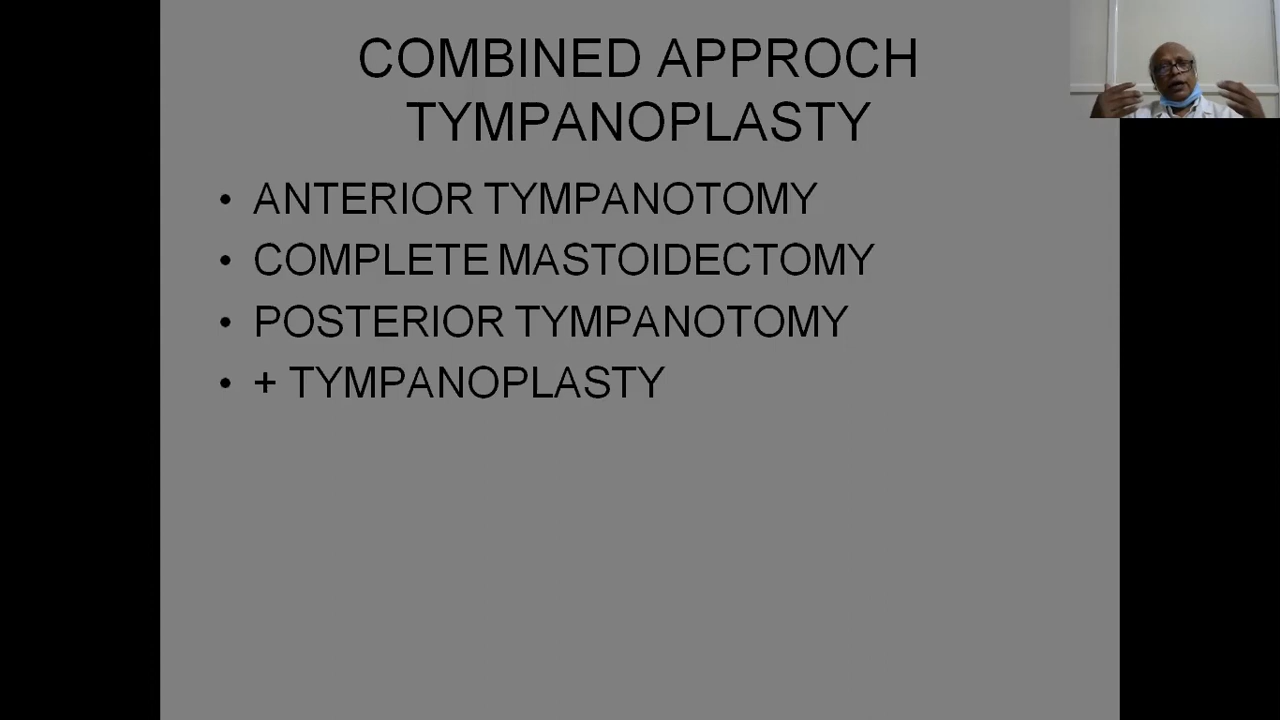 COMBINED APPROCH
TYMPANOPLASTY
• ANTERIOR TYMPANOTOMY
• COMPLETE MASTOIDECTOMY
• POSTERIOR TYMPANOTOMY
• + TYMPANOPLASTY